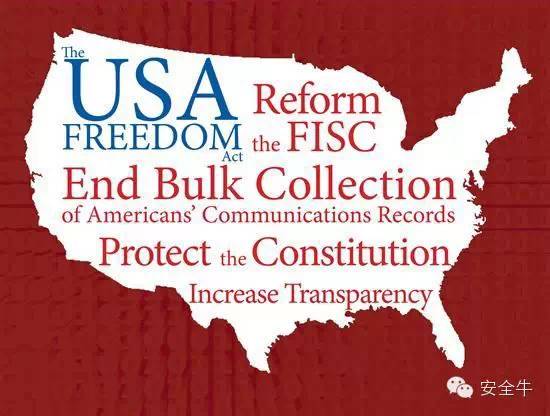 The
USA
FREEDOM
Act
Reform
the FISC
End Bulk Collection
of Americans' Communications Records
Protect the Constitution
Increase Transparency
安全牛